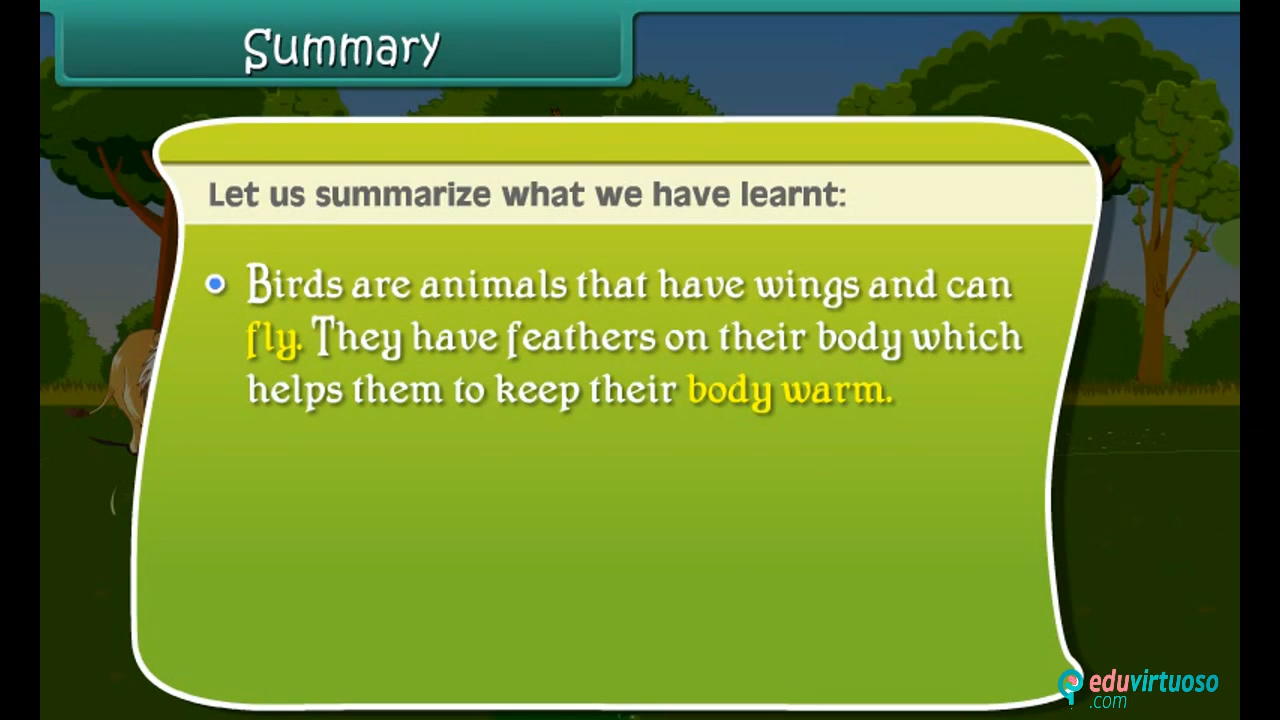 Summary
Let us summarize what we have learnt:
Birds are animals that have wings and can
fly. They have feathers on their body which
helps them to keep their body warm.
eduvirtuoso
.com